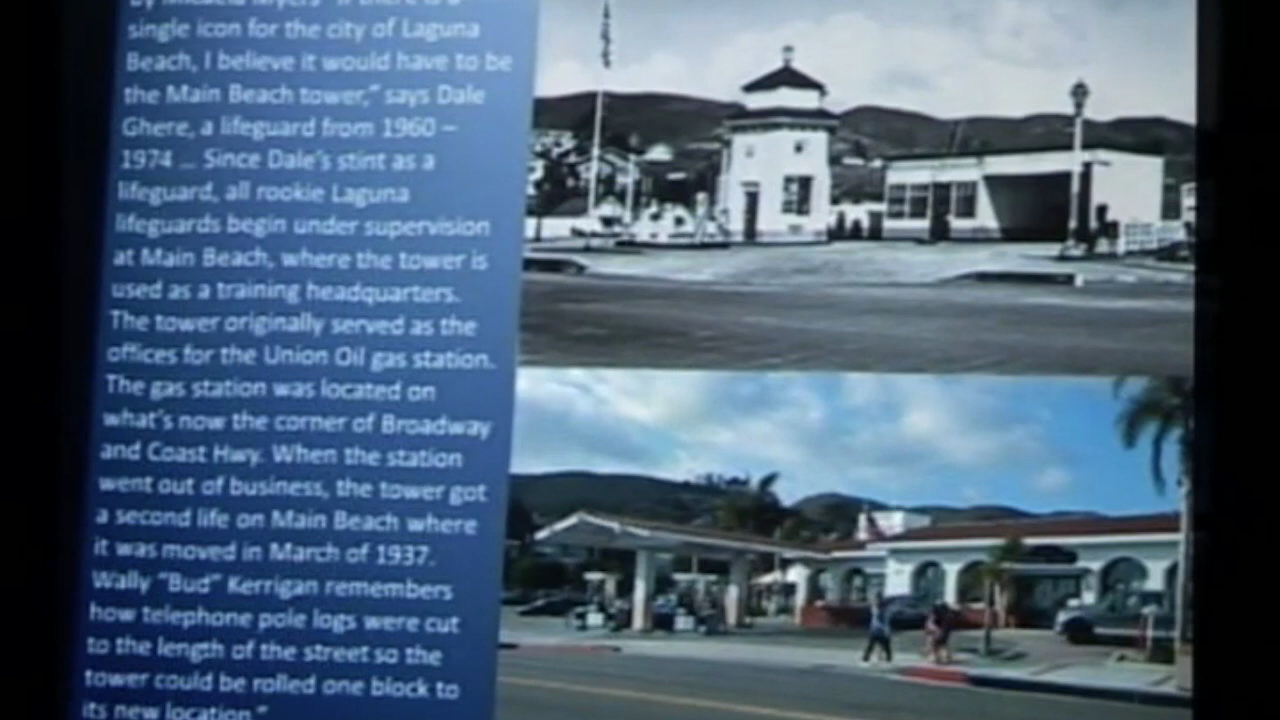 By Micaela Myers "If there is a
single icon for the city of Laguna
Beach, I believe it would have to be
the Main Beach tower," says Dale
Ghere, a lifeguard from 1960 –
1974 ... Since Dale's stint as a
lifeguard, all rookie Laguna
lifeguards begin under supervision
at Main Beach, where the tower is
used as a training headquarters.
The tower originally served as the
offices for the Union Oil gas station.
The gas station was located on
what's now the corner of Broadway
and Coast Hwy. When the station
went out of business, the tower got
a second life on Main Beach where
it was moved in March of 1937.
Wally "Bud" Kerrigan remembers
how telephone pole logs were cut
to the length of the street so the
tower could be rolled one block to
its new location."